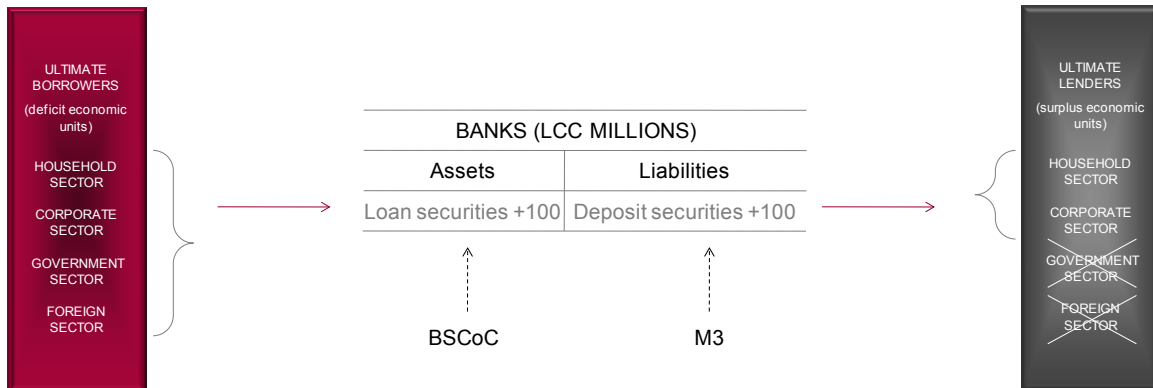 ULTIMATE
BORROWERS
(deficit economic
units)
HOUSEHOLD
SECTOR
CORPORATE
SECTOR
GOVERNMENT
SECTOR
FOREIGN
SECTOR
BANKS (LCC MILLIONS)
Assets
Liabilities
Loan securities +100
Deposit securities +100
BSCoC
M3
ULTIMATE
LENDERS
(surplus economic
units)
HOUSEHOLD
SECTOR
CORPORATE
SECTOR
GOVERNMENT
SECTOR
FOREIGN
SECTOR